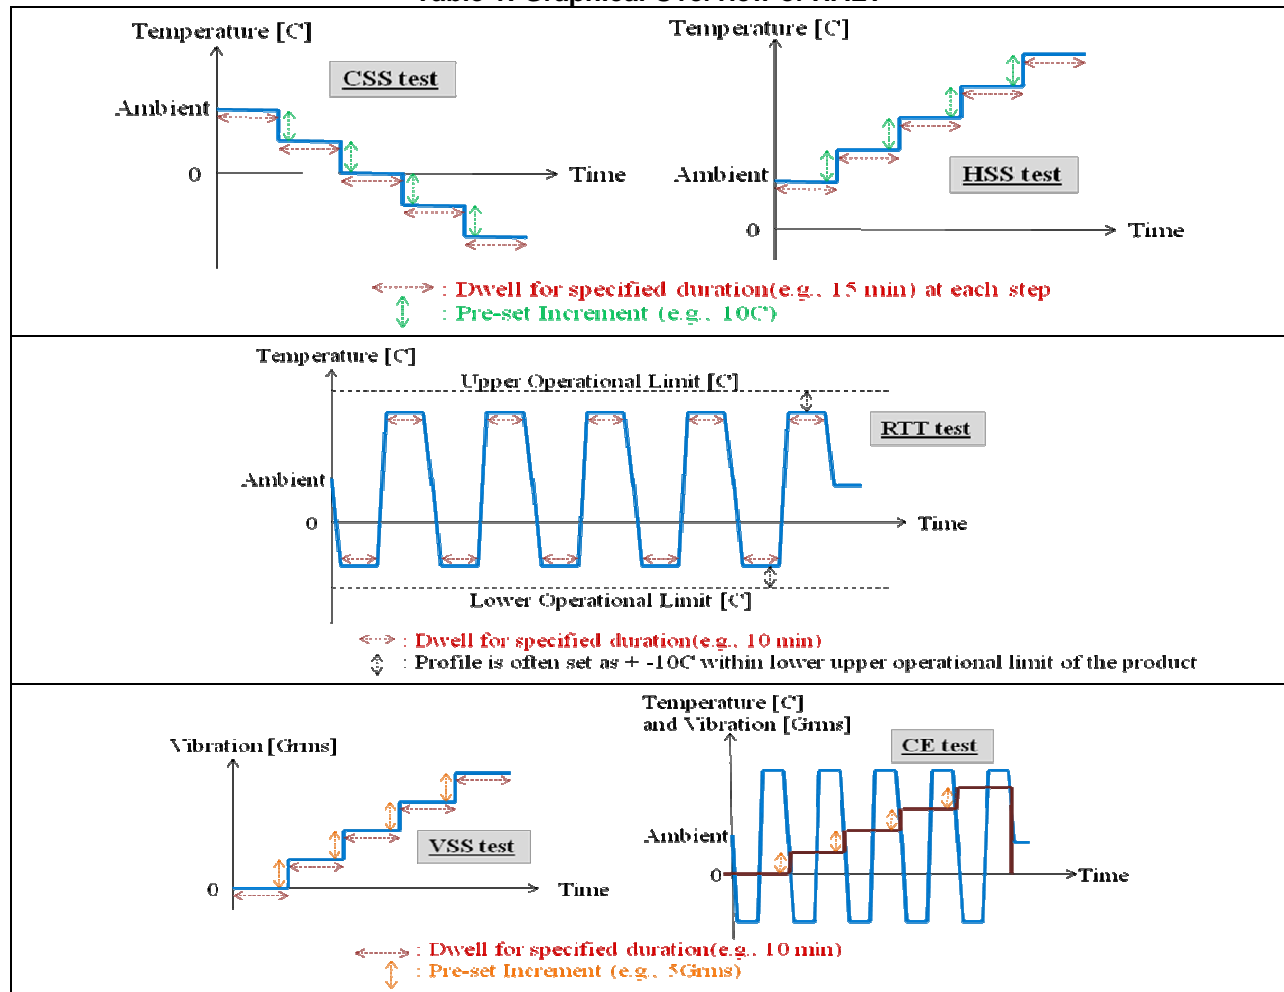 Temperature [C]
CSS test
Ambient
0
Time
Temperature [C]
Ambient
HSS test
0
Time
: Dwell for specified duration(e.g., 15 min) at each step
: Pre-set Increment (e.g., 10C)
Temperature [C]
Upper Operational Limit [C]
RTT test
Ambient
0
Time
Lower Operational Limit [C]
: Dwell for specified duration(e.g., 10 min)
: Profile is often set as + -10C within lower upper operational limit of the product
Vibration [Grms]
VSS test
0
Time
Temperature [C]
and Vibration [Grms]
CE test
Ambient
0
Time
: Dwell for specified duration(e.g., 10 min)
: Pre-set Increment (e.g., 5Grms)